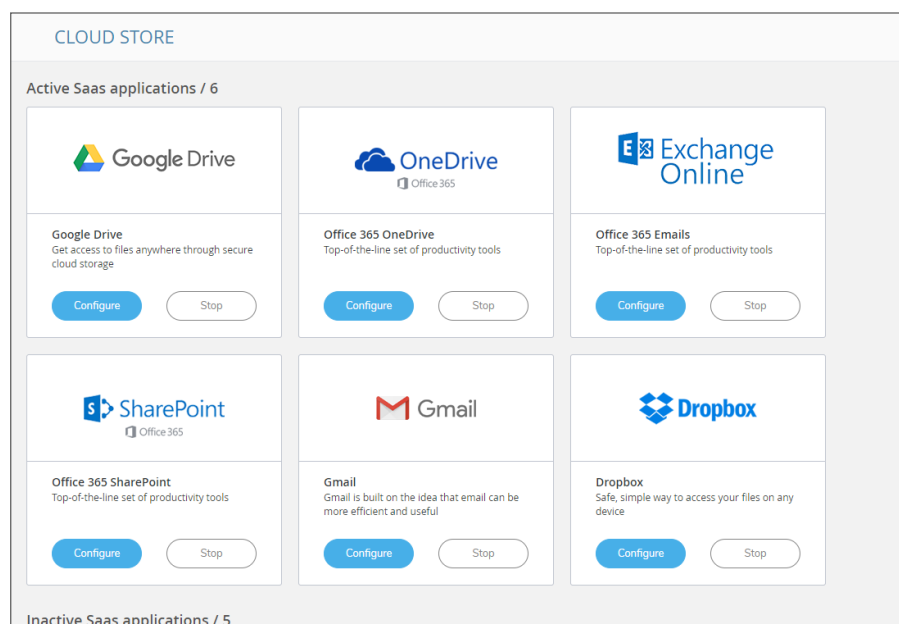 CLOUD STORE
Active Saas applications / 6
Google Drive
OneDrive
Office 365
E Exchange
Online
Google Drive
Get access to files anywhere through secure
cloud storage
Configure
Stop
Office 365 OneDrive
Top-of-the-line set of productivity tools
Configure
Stop
Office 365 Emails
Top-of-the-line set of productivity tools
Configure
Stop
S SharePoint
Office 365
Gmail
Dropbox
Office 365 SharePoint
Top-of-the-line set of productivity tools
Configure
Stop
Gmail
Gmail is built on the idea that email can be
more efficient and useful
Configure
Stop
Dropbox
Safe, simple way to access your files on any
device
Configure
Stop
Inactive Saas applications / 5